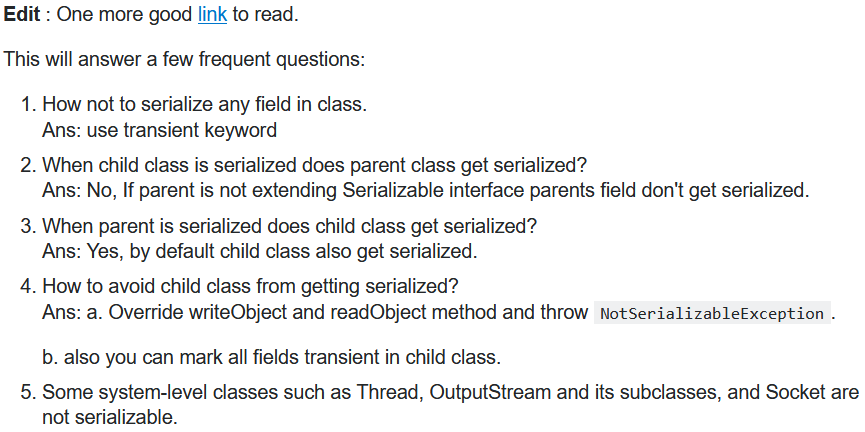 Edit : One more good link to read.
This will answer a few frequent questions:
1. How not to serialize any field in class.
Ans: use transient keyword
2. When child class is serialized does parent class get serialized?
Ans: No, If parent is not extending Serializable interface parents field don't get serialized.
3. When parent is serialized does child class get serialized?
Ans: Yes, by default child class also get serialized.
4. How to avoid child class from getting serialized?
Ans: a. Override writeObject and readObject method and throw NotSerializableException .
b. also you can mark all fields transient in child class.
5. Some system-level classes such as Thread, OutputStream and its subclasses, and Socket are
not serializable.